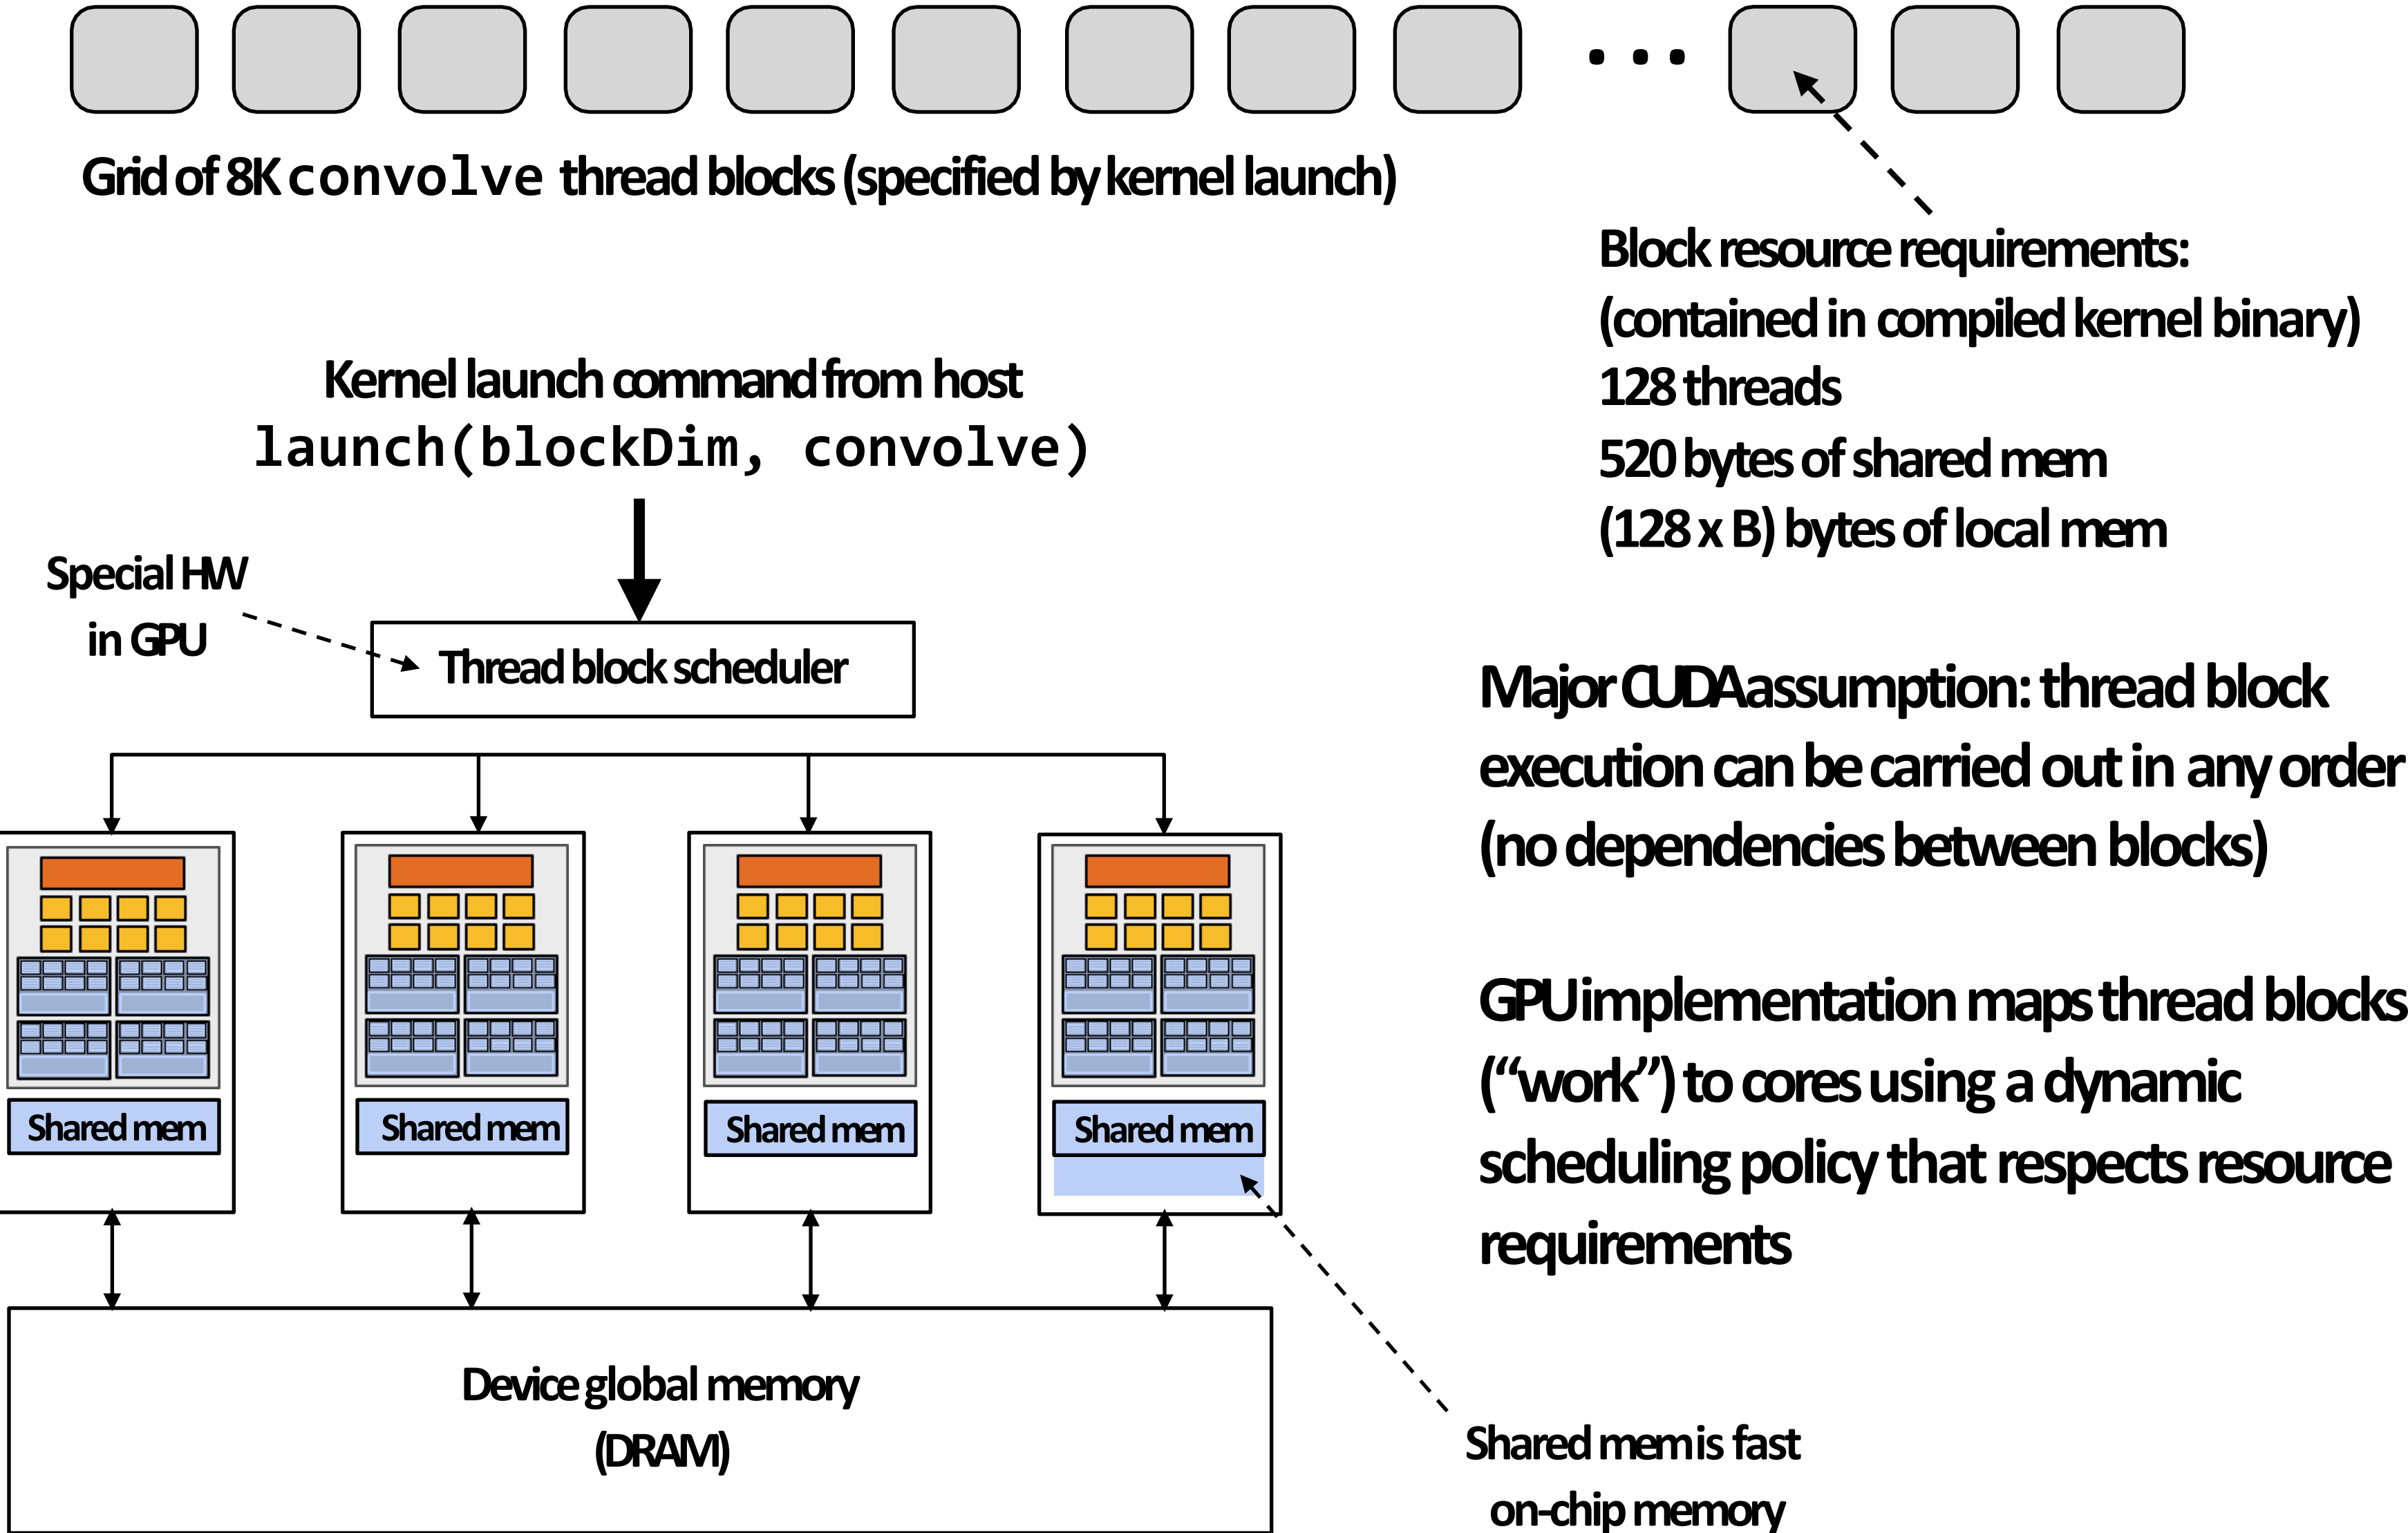 Grid of 8K convolve thread blocks (specified by kernel launch)
Block resource requirements:
(contained in compiled kernel binary)
128 threads
520 bytes of shared mem
(128 x B) bytes of local mem
Kernel launch command from host
launch(blockDim, convolve)
Special HW
in GPU
Thread block scheduler
Major CUDA assumption: thread block
execution can be carried out in any order
(no dependencies between blocks)
GPU implementation maps thread blocks
(“work”) to cores using a dynamic
scheduling policy that respects resource
requirements
Shared mem
Shared mem
Shared mem
Shared mem
Device global memory
(DRAM)
Shared mem is fast
on-chip memory